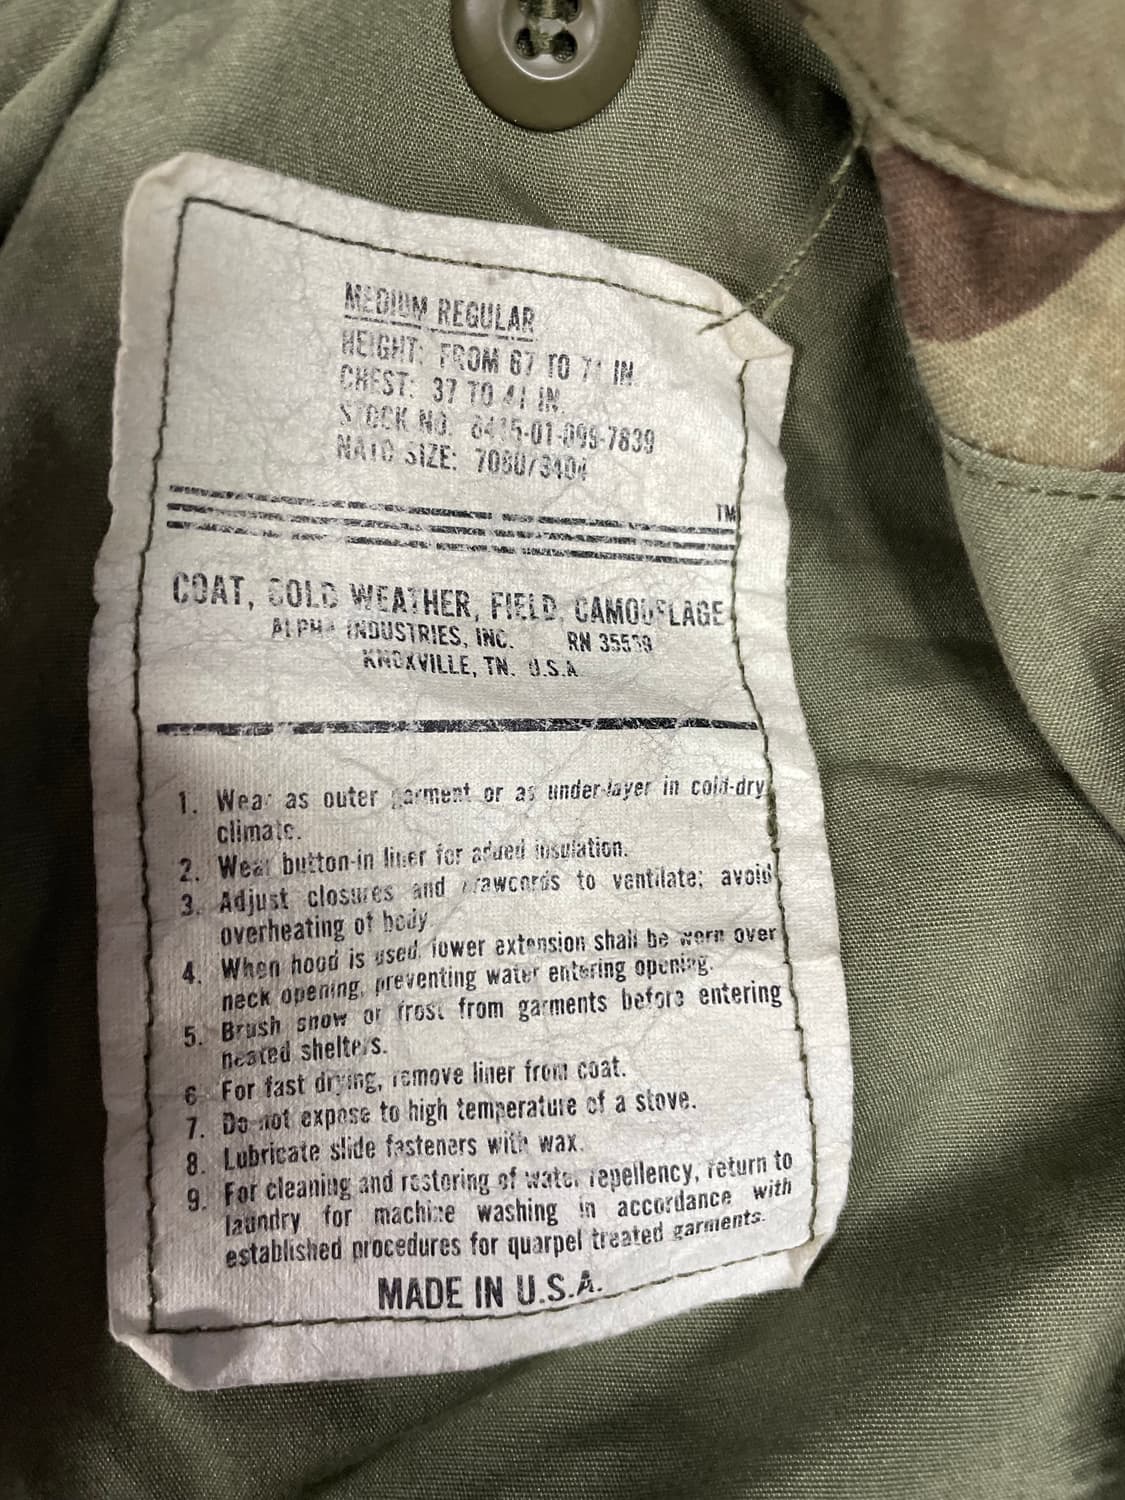 MEDIUM REGULAR
HEIGHT: FROM 67 TO 71 IN.
CHEST: 37 TO 41 IN.
STOCK NO. 8415-01-099-7839
NATO SIZE: 7080/9404
TM
COAT, COLD WEATHER, FIELD, CAMOUFLAGE
ALPHA INDUSTRIES, INC. RN 35539
KNOXVILLE, TN. U.S.A
1. Wear as outer garment or as under-layer in cold-dry
climate.
2. Wear button-in liner for added insulation.
3. Adjust closures and drawcords to ventilate; avoid
overheating of body.
4. When hood is used, lower extension shall be worn over
neck opening, preventing water entering opening.
5. Brush snow or frost from garments before entering
heated shelters.
6. For fast drying, remove liner from coat.
7. Do not expose to high temperature of a stove.
8. Lubricate slide fasteners with wax.
9. For cleaning and restoring of water repellency, return to
laundry for machine washing in accordance with
established procedures for quarpel treated garments.
MADE IN U.S.A.